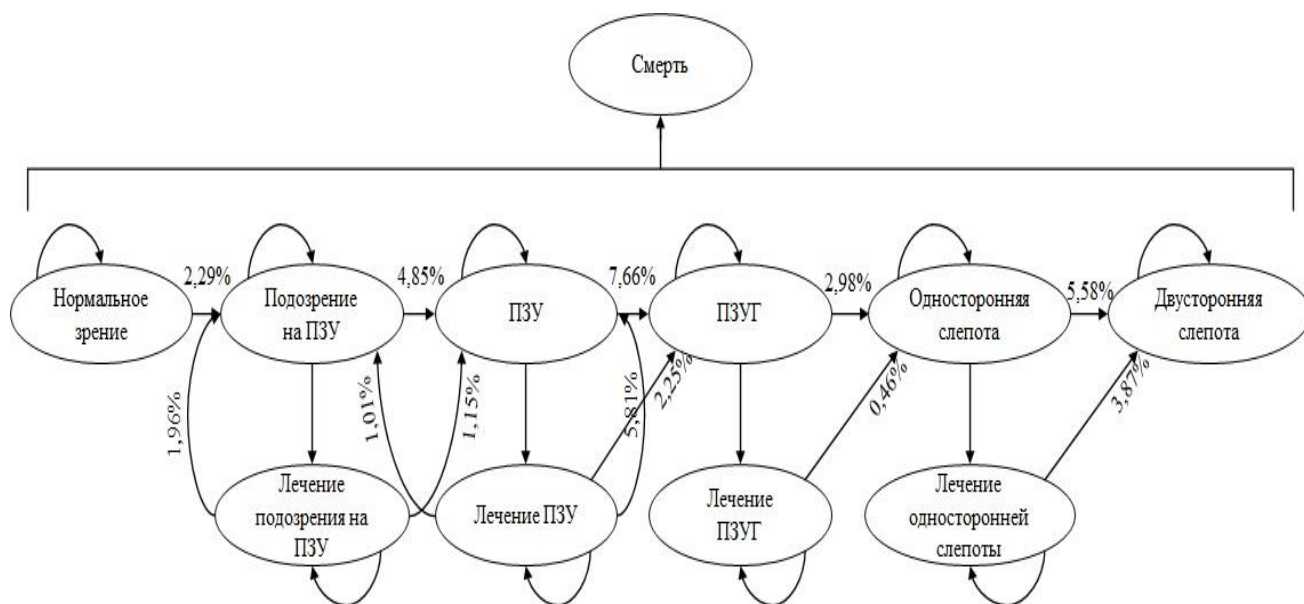 Смерть
2,29%
4,85%
7,66%
2,98%
5,58%
Нормальное
зрение
Подозрение
на ПЗУ
ПЗУ
ПЗУГ
Односторонняя
слепота
Двусторонняя
слепота
1,96%
1,01%
1,15%
2,25%
5,81%
0,46%
3,87%
Лечение
подозрения на
ПЗУ
Лечение ПЗУ
Лечение
ПЗУГ
Лечение
односторонней
слепоты